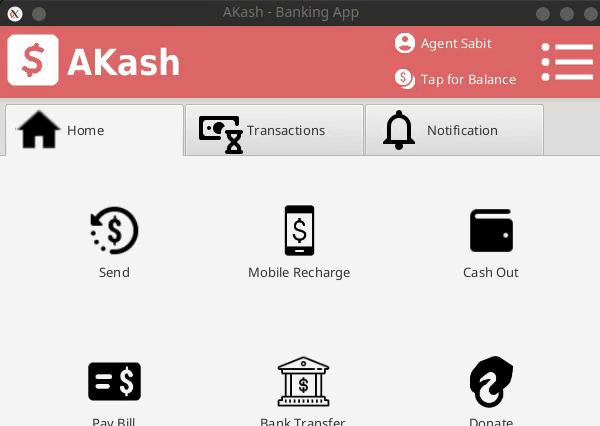 AKash - Banking App
AKash
Agent Sabit
Tap for Balance
Home
Transactions
Notification
Send
Mobile Recharge
Cash Out
Pay Bill
Bank Transfer
Donate